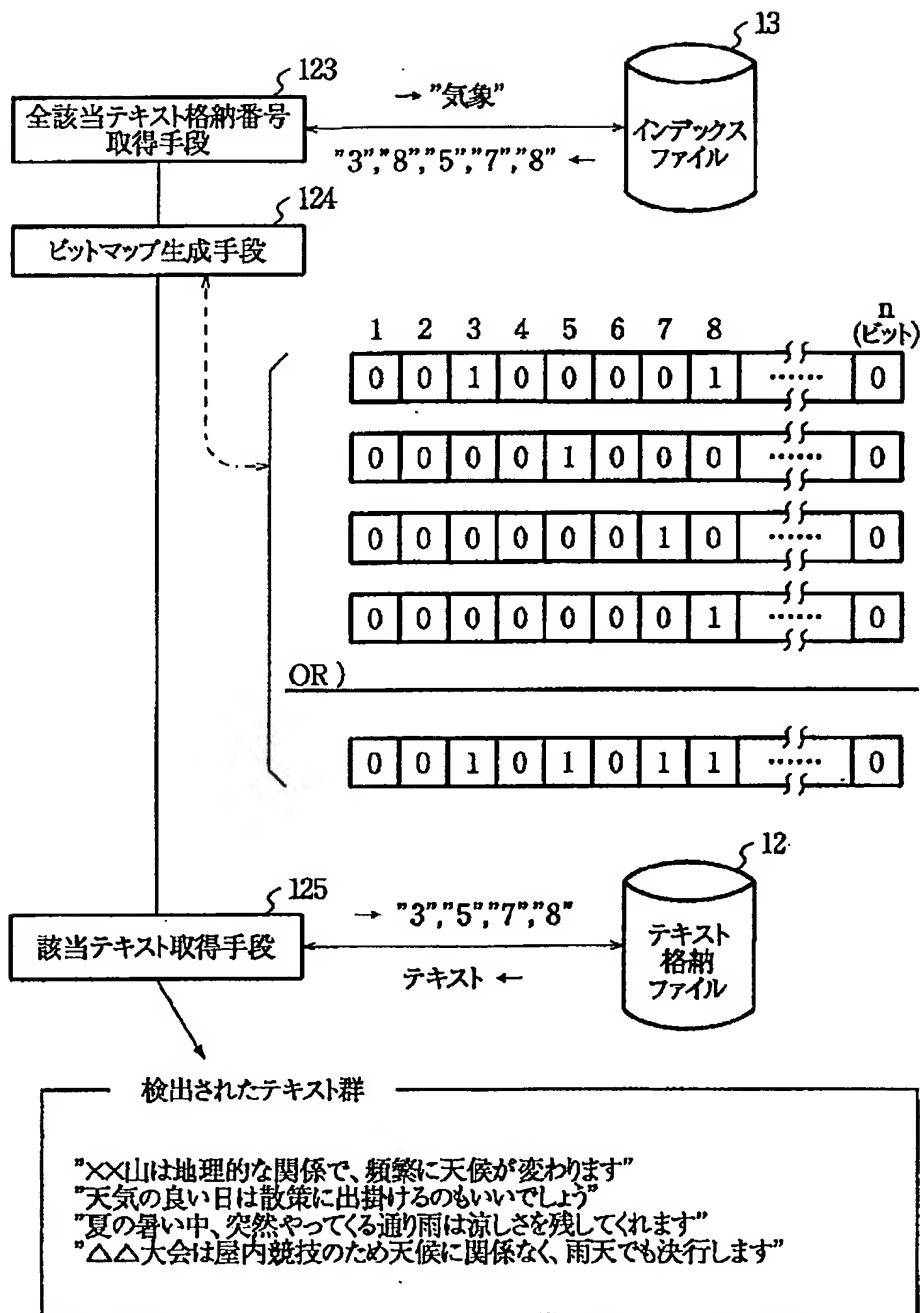 13
123
全該当テキスト格納番号
取得手段
→ ”気象”
”3”,”8”,”5”,”7”,”8” ←
インデックス
ファイル
124
ビットマップ生成手段
1 2 3 4 5 6 7 8 n
(ビット)
0 0 1 0 0 0 0 1 …… 0
0 0 0 0 1 0 0 0 …… 0
0 0 0 0 0 0 1 0 …… 0
0 0 0 0 0 0 0 1 …… 0
OR )
0 0 1 0 1 0 1 1 …… 0
12
125
該当テキスト取得手段
→ ”3”,”5”,”7”,”8”
テキスト ←
テキスト
格納
ファイル
検出されたテキスト群
”××山は地理的な関係で、頻繁に天候が変わります”
”天気の良い日は散策に出掛けるのもいいでしょう”
”夏の暑い中、突然やってくる通り雨は涼しさを残してくれます”
”△△大会は屋内競技のため天候に関係なく、雨天でも決行します”